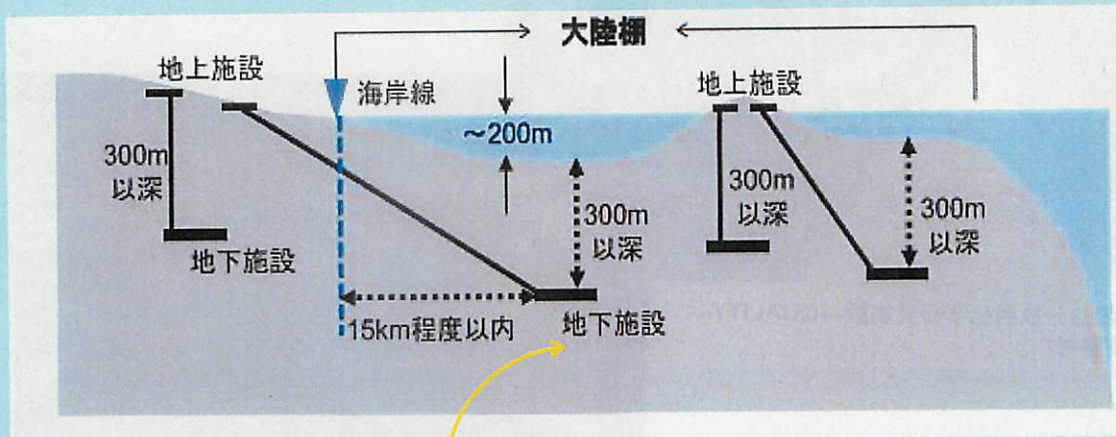 大陸棚
地上施設
海岸線
地上施設
～200m
300m
以深
300m
以深
300m
以深
300m
以深
地下施設
15km程度以内
地下施設